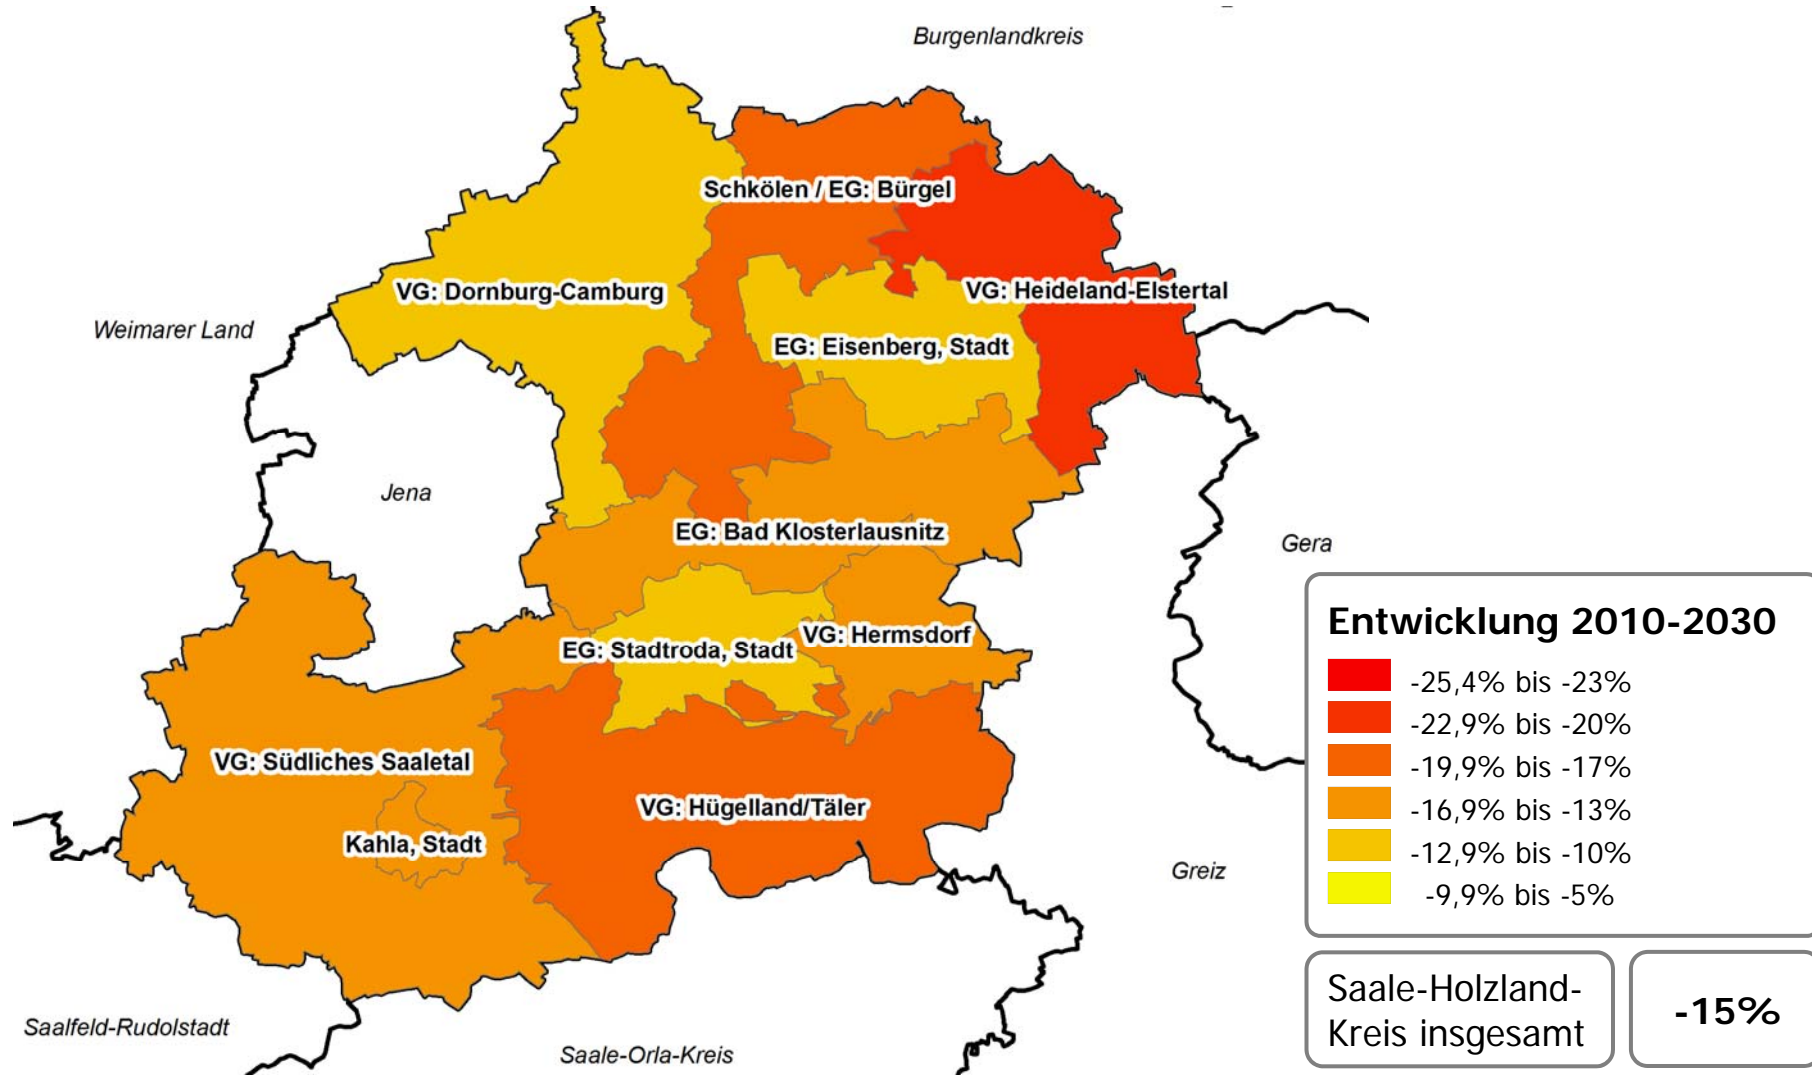 Burgenlandkreis
Schkölen / EG: Bürgel
VG: Dornburg-Camburg
VG: Heideland-Elstertal
Weimarer Land
EG: Eisenberg, Stadt
Jena
EG: Bad Klosterlausnitz
Gera
VG: Hermsdorf
EG: Stadtroda, Stadt
VG: Südliches Saaletal
VG: Hügelland/Täler
Kahla, Stadt
Greiz
Saalfeld-Rudolstadt
Saale-Orla-Kreis
Entwicklung 2010-2030
-25,4% bis -23%
-22,9% bis -20%
-19,9% bis -17%
-16,9% bis -13%
-12,9% bis -10%
-9,9% bis -5%
Saale-Holzland-
Kreis insgesamt
-15%